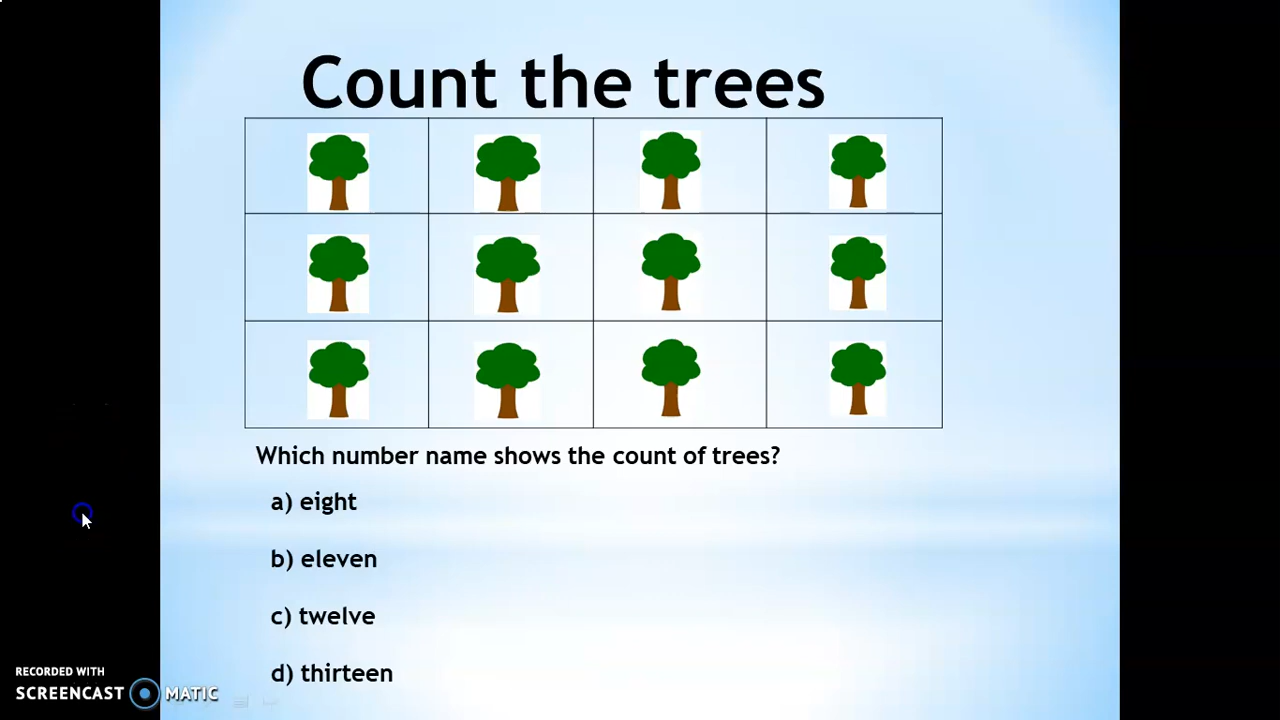 Count the trees
Which number name shows the count of trees?
a) eight
b) eleven
c) twelve
d) thirteen
RECORDED WITH
SCREENCAST MATIC